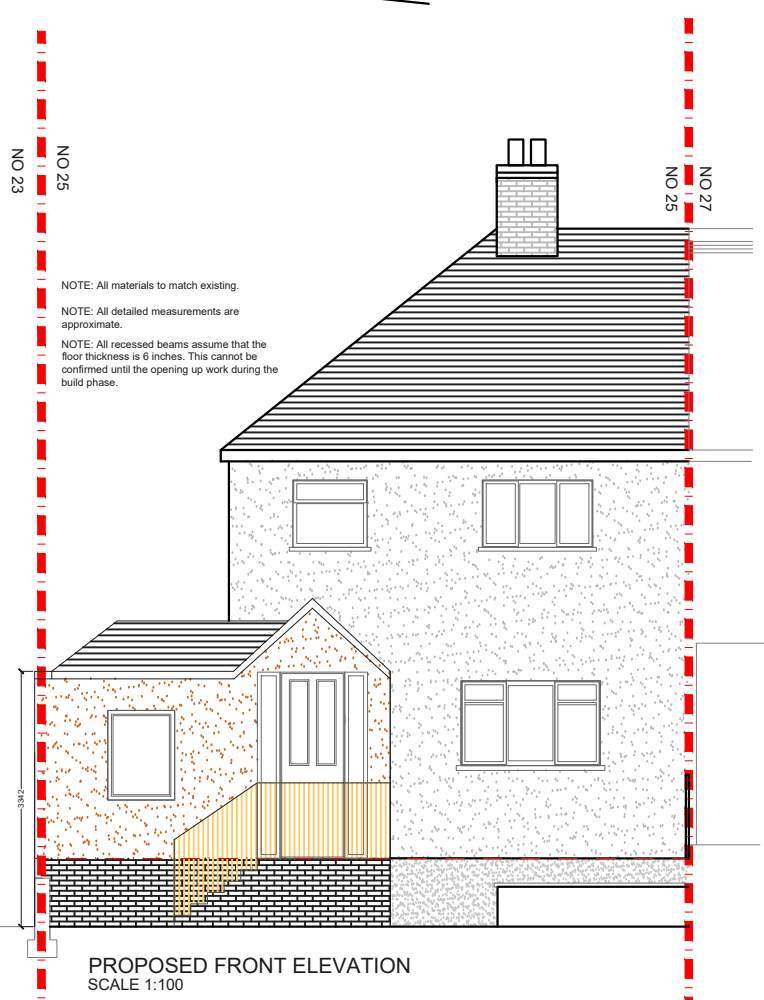 NO 23
NO 25
NO 25
NO 27
NOTE: All materials to match existing.
NOTE: All detailed measurements are
approximate.
NOTE: All recessed beams assume that the
floor thickness is 6 inches. This cannot be
confirmed until the opening up work during the
build phase.
3342
PROPOSED FRONT ELEVATION
SCALE 1:100